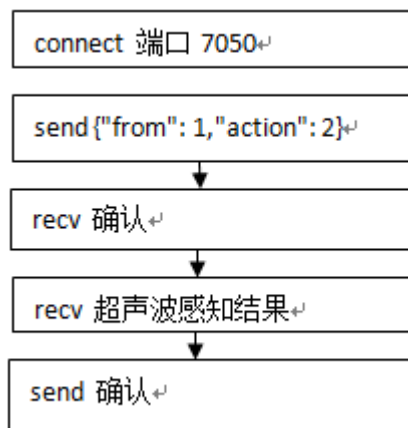 connect 端口 7050
send {"from": 1,"action": 2}
recv 确认
recv 超声波感知结果
send 确认